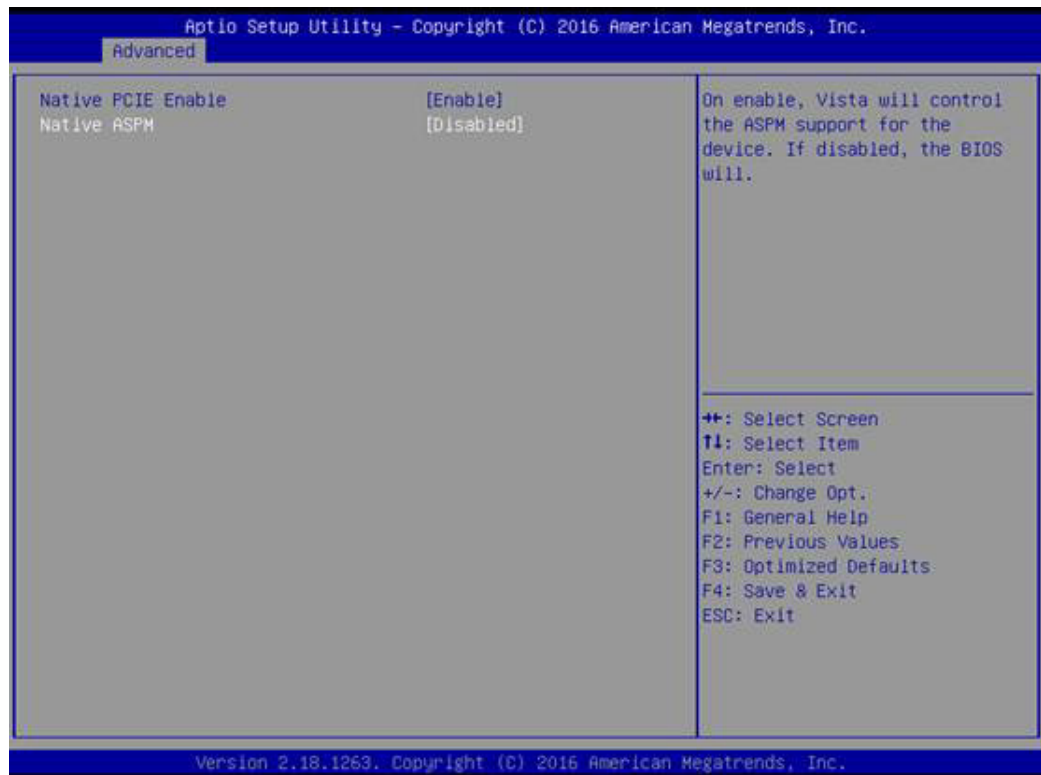 Aptio Setup Utility – Copyright (C) 2016 American Megatrends, Inc.
Advanced
Native PCIE Enable [Enable]
Native ASPM [Disabled]
On enable, Vista will control
the ASPM support for the
device. If disabled, the BIOS
will.
→←: Select Screen
↑↓: Select Item
Enter: Select
+/-: Change Opt.
F1: General Help
F2: Previous Values
F3: Optimized Defaults
F4: Save & Exit
ESC: Exit
Version 2.18.1263. Copyright (C) 2016 American Megatrends, Inc.